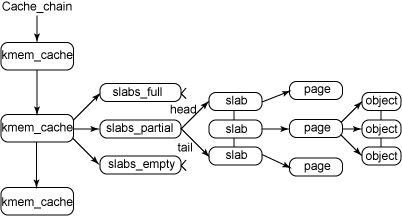 Cache_chain
kmem_cache
slabs_full
head
slab
page
object
kmem_cache
slabs_partial
slab
page
object
tail
slabs_empty
slab
page
object
kmem_cache